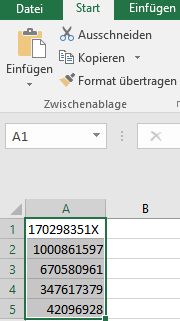 Datei Start Einfügen
Ausschneiden
Kopieren
Einfügen
Format übertragen
Zwischenablage
A1
A B
1 170298351X
2 1000861597
3 670580961
4 347617379
5 42096928